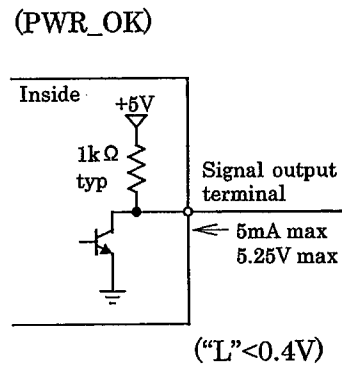 (PWR_OK)
Inside
+5V
1kΩ
typ
Signal output
terminal
5mA max
5.25V max
("L"<0.4V)